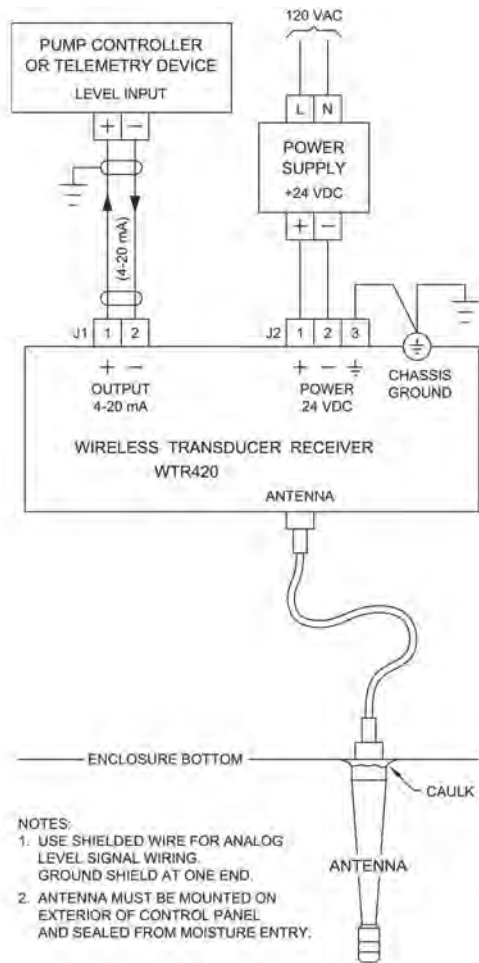 120 VAC
PUMP CONTROLLER
OR TELEMETRY DEVICE
LEVEL INPUT
+ −
L N
POWER
SUPPLY
+24 VDC
+ −
(4-20 mA)
J1 1 2
+ −
OUTPUT
4-20 mA
J2 1 2 3
+ −
POWER
24 VDC
CHASSIS
GROUND
WIRELESS TRANSDUCER RECEIVER
WTR420
ANTENNA
ENCLOSURE BOTTOM
CAULK
ANTENNA
NOTES:
1. USE SHIELDED WIRE FOR ANALOG
LEVEL SIGNAL WIRING.
GROUND SHIELD AT ONE END.
2. ANTENNA MUST BE MOUNTED ON
EXTERIOR OF CONTROL PANEL
AND SEALED FROM MOISTURE ENTRY.